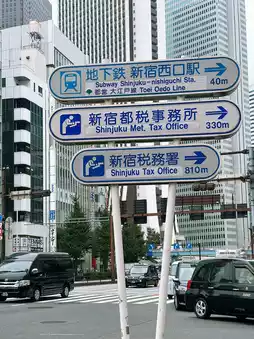 地下鉄 新宿西口駅 → 40m
Subway Shinjuku-nishiguchi Sta.
都営 大江戸線 Toei Oedo Line
新宿都税事務所 →
Shinjuku Met. Tax Office 330m
新宿税務署 →
Shinjuku Tax Office 810m